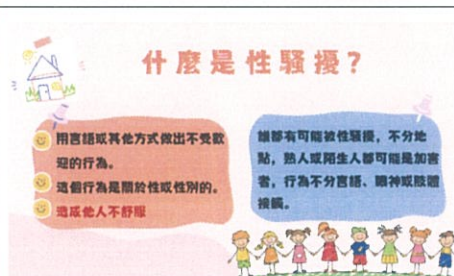 什麼是性騷擾?
用言語或其他方式做出不受歡
迎的行為。
這個行為是關於性或性別的。
造成他人不舒服
誰都有可能被性騷擾，不分地
點，熟人或陌生人都可能是加害
者，行為不分言語、眼神或肢體
接觸。